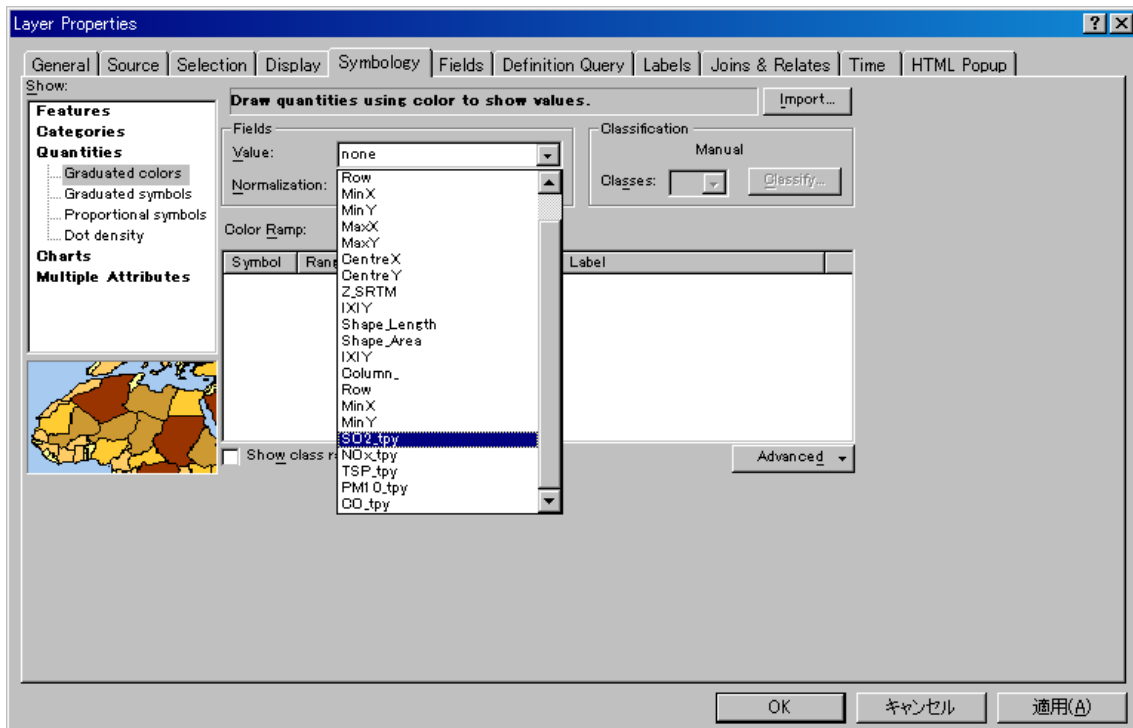 Layer Properties
General Source Selection Display Symbology Fields Definition Query Labels Joins & Relates Time HTML Popup
Show:
Features
Categories
Quantities
Graduated colors
Graduated symbols
Proportional symbols
Dot density
Charts
Multiple Attributes
Draw quantities using color to show values.
Import...
Fields
Value:
none
Normalization:
Classification
Manual
Classes:
Classify...
Color Ramp:
Symbol
Label
Row
MinX
MinY
MaxX
MaxY
CentreX
CentreY
Z_SRTM
IXIY
Shape_Length
Shape_Area
IXIY
Column_
Row
MinX
MinY
SO2_tpy
NOx_tpy
TSP_tpy
PM10_tpy
CO_tpy
Show class
Advanced
OK
キャンセル
適用(A)